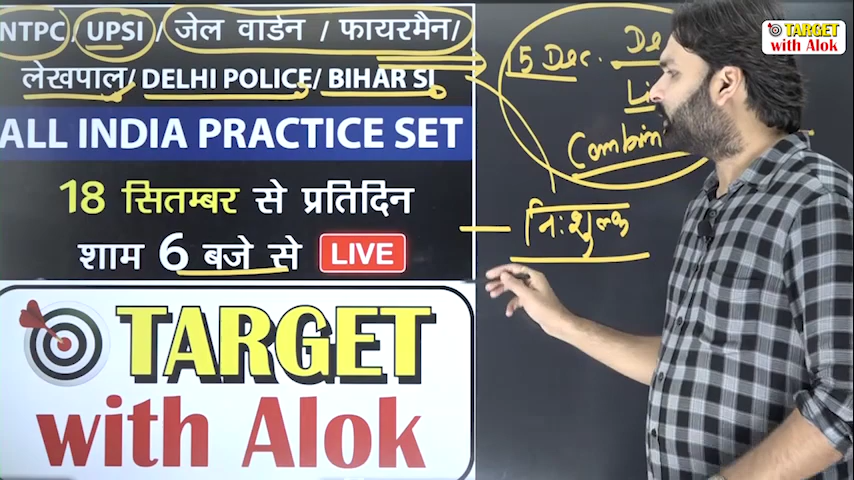 NTPC / UPSI / जेल वार्डन / फायरमैन/
लेखपाल/ DELHI POLICE/ BIHAR SI
ALL INDIA PRACTICE SET
18 सितम्बर से प्रतिदिन
शाम 6 बजे से LIVE
TARGET
with Alok
15 Dec.
निःशुल्क
TARGET
with Alok